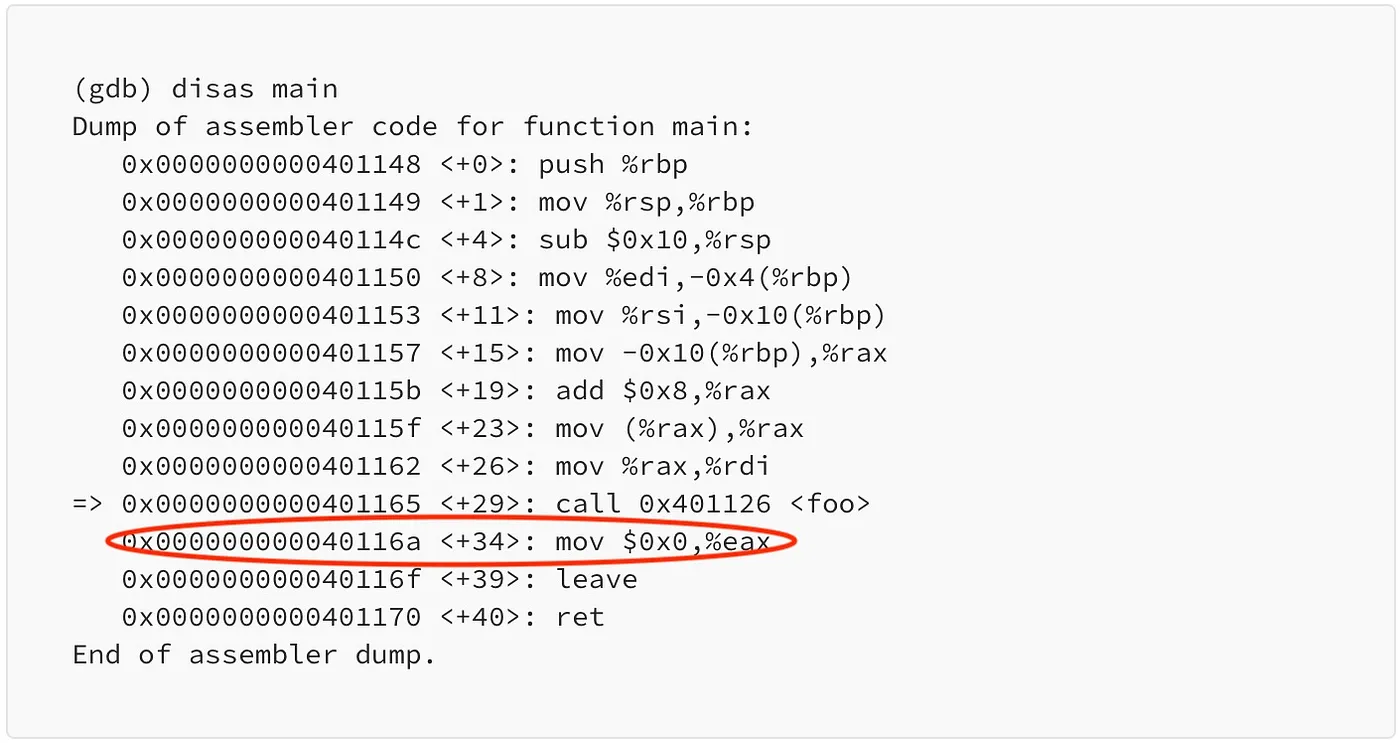 (gdb) disas main
Dump of assembler code for function main:
0x0000000000401148 <+0>: push %rbp
0x0000000000401149 <+1>: mov %rsp,%rbp
0x000000000040114c <+4>: sub $0x10,%rsp
0x0000000000401150 <+8>: mov %edi,-0x4(%rbp)
0x0000000000401153 <+11>: mov %rsi,-0x10(%rbp)
0x0000000000401157 <+15>: mov -0x10(%rbp),%rax
0x000000000040115b <+19>: add $0x8,%rax
0x000000000040115f <+23>: mov (%rax),%rax
0x0000000000401162 <+26>: mov %rax,%rdi
=> 0x0000000000401165 <+29>: call 0x401126 <foo>
0x000000000040116a <+34>: mov $0x0,%eax
0x000000000040116f <+39>: leave
0x0000000000401170 <+40>: ret
End of assembler dump.